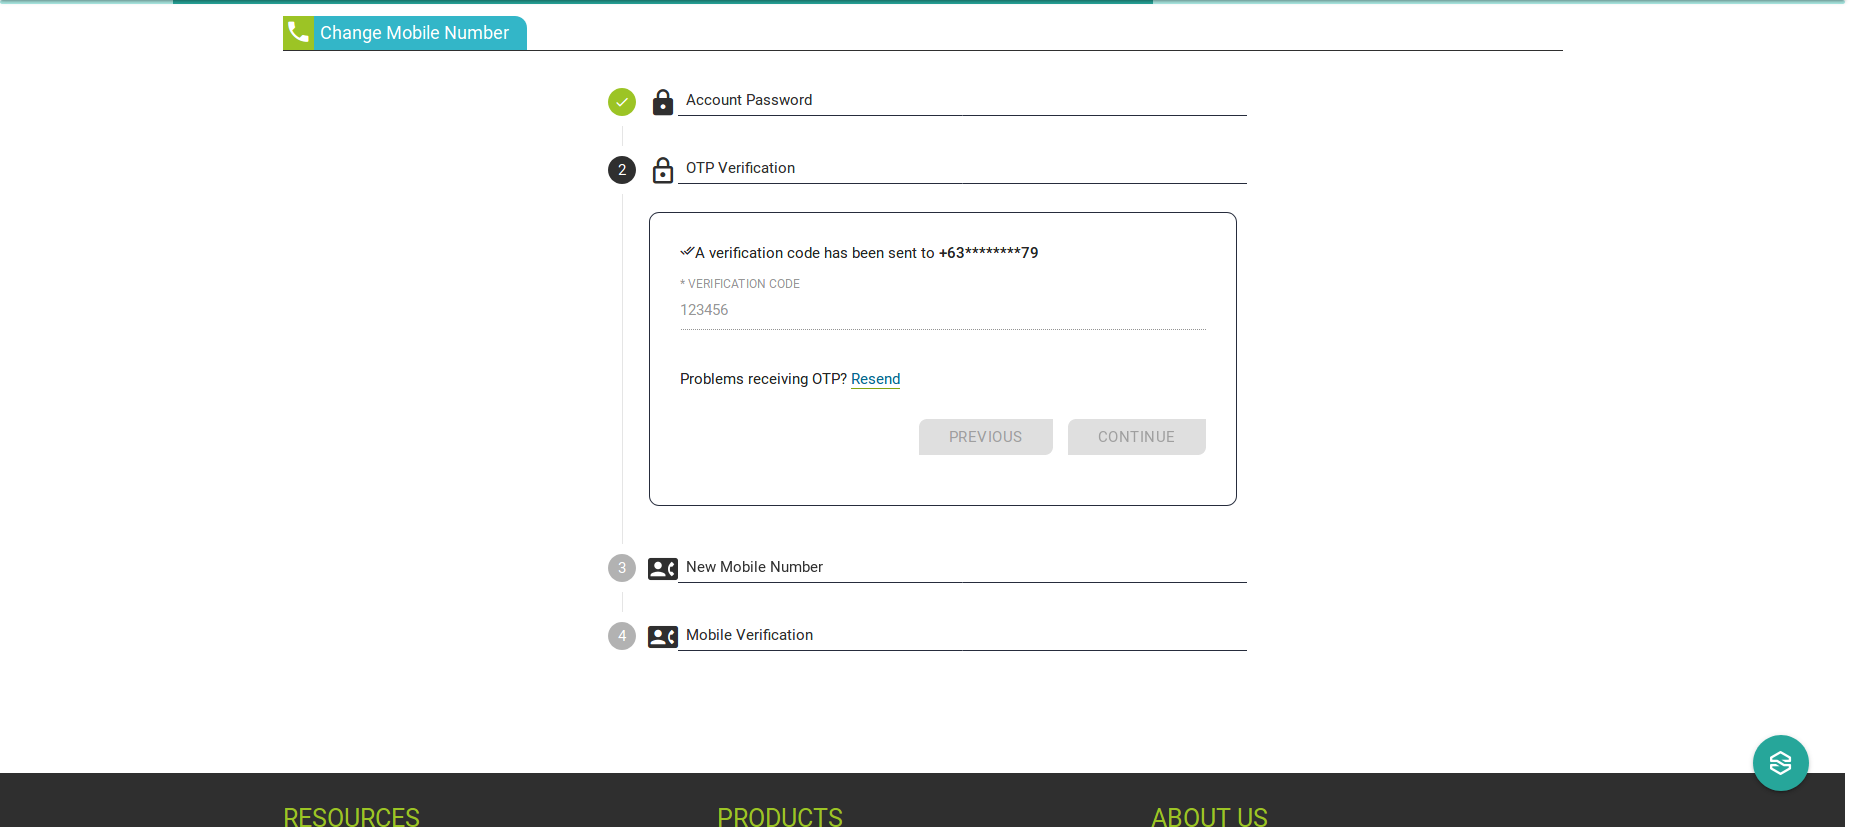 Change Mobile Number
Account Password
2 OTP Verification
A verification code has been sent to +63********79
* VERIFICATION CODE
123456
Problems receiving OTP? Resend
PREVIOUS CONTINUE
3 New Mobile Number
4 Mobile Verification
RESOURCES PRODUCTS ABOUT US